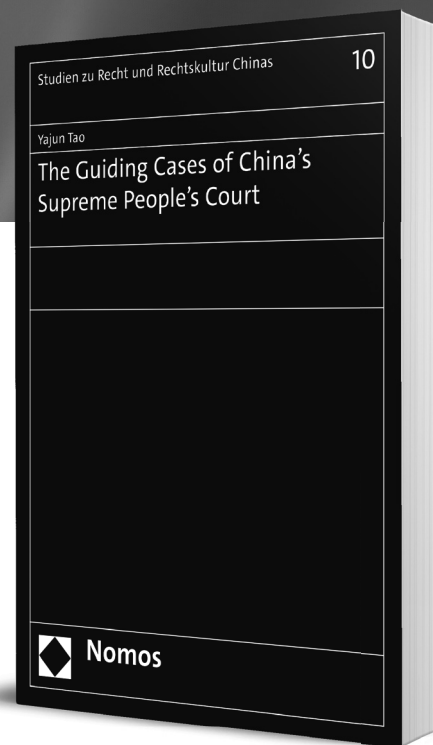 Studien zu Recht und Rechtskultur Chinas 10
Yajun Tao
The Guiding Cases of China's
Supreme People's Court
Nomos